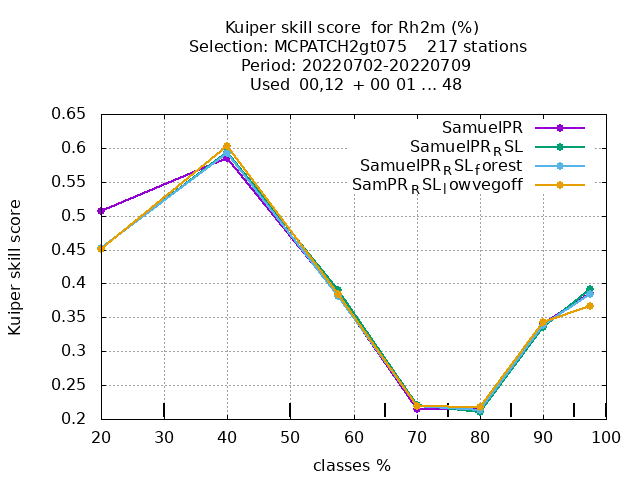 Kuiper skill score  for Rh2m (%)
Selection: MCPATCH2gt075    217 stations
Period: 20220702-20220709
Used  00,12  + 00 01 ... 48
0.65
0.6
0.55
0.5
0.45
0.4
0.35
0.3
0.25
0.2
Kuiper skill score
SamuelPR
SamuelPR_RSL
SamuelPR_RSL_forest
SamPR_RSL_lowvegoff
20 30 40 50 60 70 80 90 100
classes %